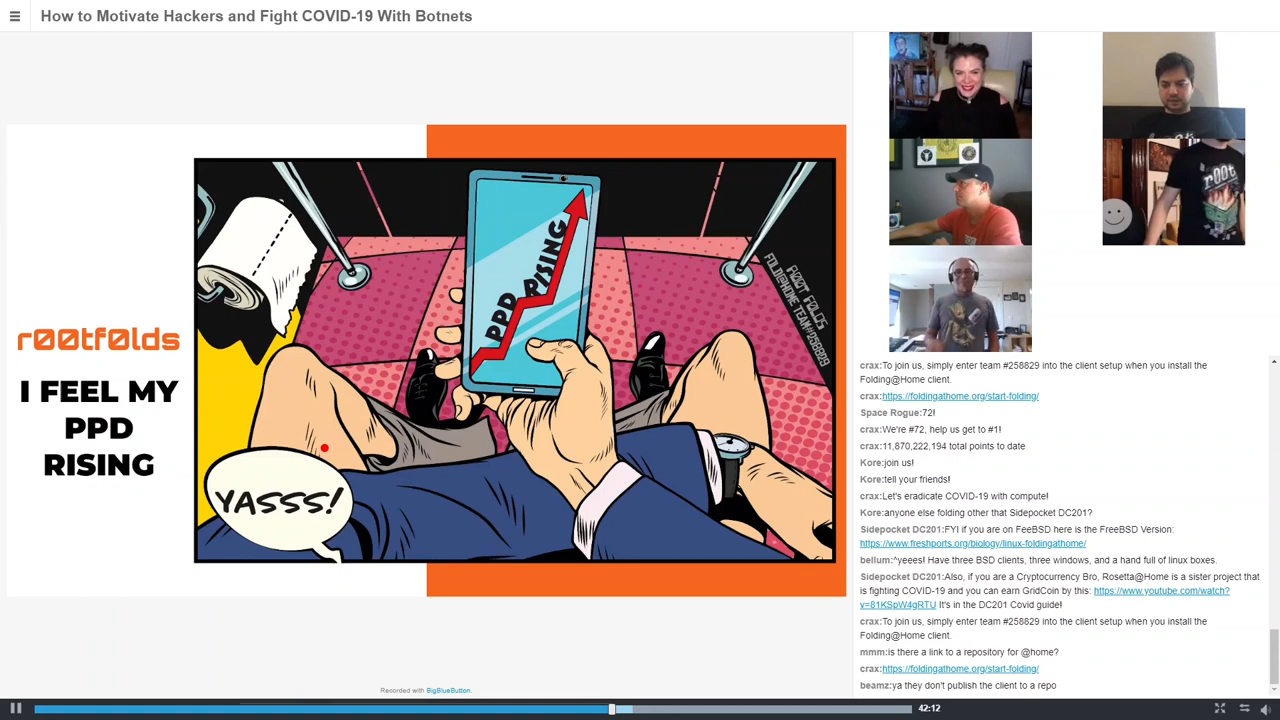 How to Motivate Hackers and Fight COVID-19 With Botnets
r00tf0lds
I FEEL MY
PPD
RISING
PPD RISING
R00T F0LDS
FOLD@HOME TEAM#258829
YASSS!
r00t
crax:To join us, simply enter team #258829 into the client setup when you install the
Folding@Home client.
crax:https://foldingathome.org/start-folding/
Space Rogue:72!
crax:We're #72, help us get to #1!
crax:11,870,222,194 total points to date
Kore:join us!
Kore:tell your friends!
crax:Let's eradicate COVID-19 with compute!
Kore:anyone else folding other that Sidepocket DC201?
Sidepocket DC201:FYI if you are on FeeBSD here is the FreeBSD Version:
https://www.freshports.org/biology/linux-foldingathome/
bellum:^yeees! Have three BSD clients, three windows, and a hand full of linux boxes.
Sidepocket DC201:Also, if you are a Cryptocurrency Bro, Rosetta@Home is a sister project that
is fighting COVID-19 and you can earn GridCoin by this: https://www.youtube.com/watch?
v=81KSpW4gRTU It's in the DC201 Covid guide!
crax:To join us, simply enter team #258829 into the client setup when you install the
Folding@Home client.
mmm:is there a link to a repository for @home?
crax:https://foldingathome.org/start-folding/
beamz:ya they don't publish the client to a repo
Recorded with BigBlueButton.
42:12